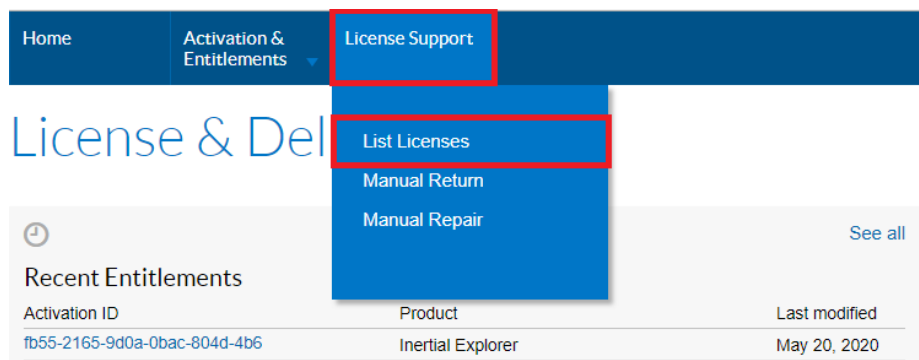 Home
Activation &
Entitlements
License Support
License & Del
List Licenses
Manual Return
Manual Repair
See all
Recent Entitlements
Activation ID Product Last modified
fb55-2165-9d0a-0bac-804d-4b6 Inertial Explorer May 20, 2020